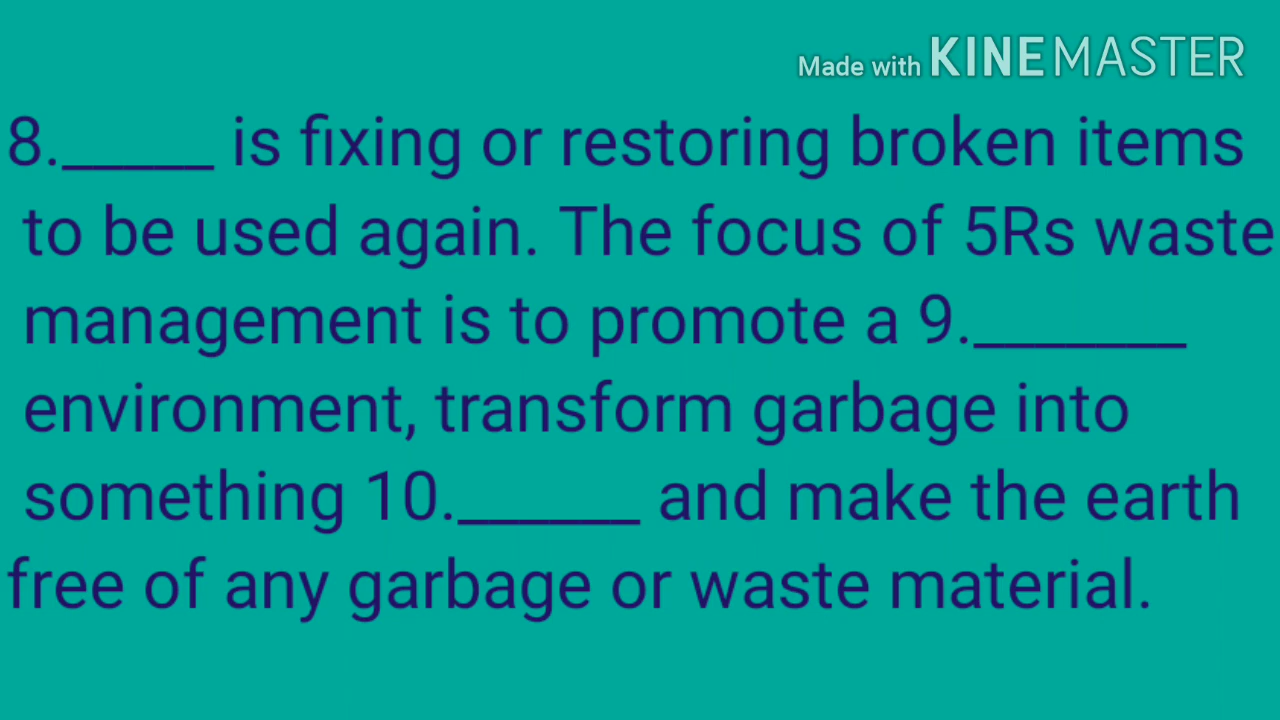 Made with KINEMASTER
8._____ is fixing or restoring broken items
to be used again. The focus of 5Rs waste
management is to promote a 9._______
environment, transform garbage into
something 10.______ and make the earth
free of any garbage or waste material.